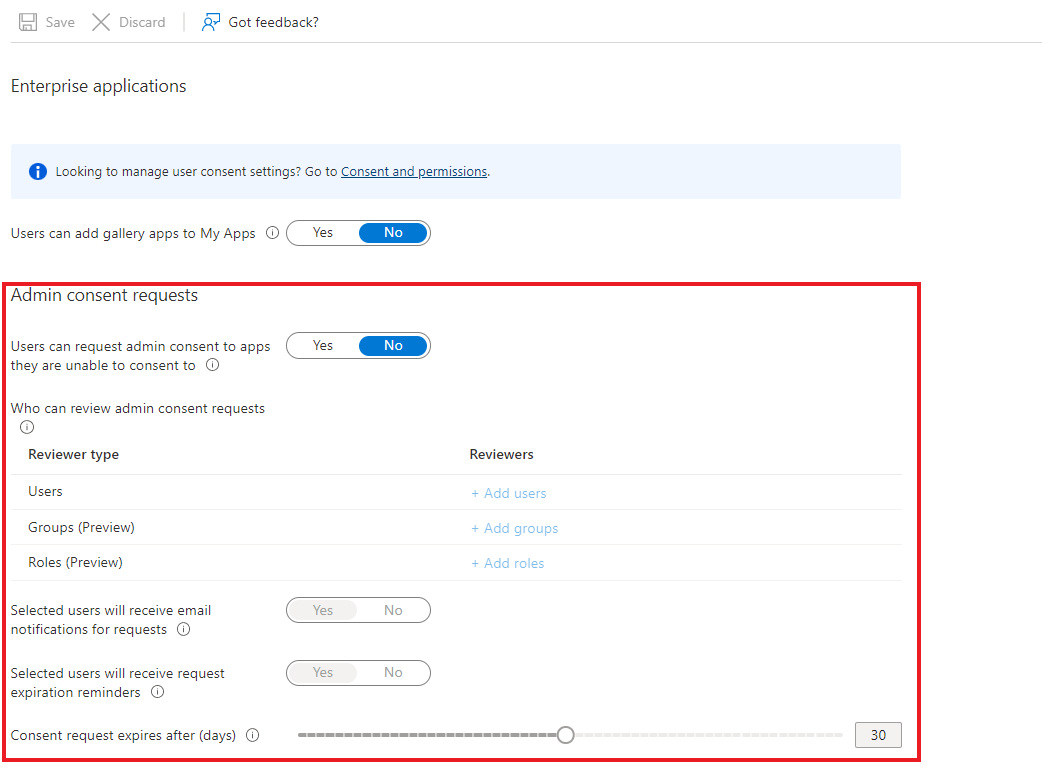 Save Discard Got feedback?
Enterprise applications
Looking to manage user consent settings? Go to Consent and permissions.
Users can add gallery apps to My Apps Yes No
Admin consent requests
Users can request admin consent to apps Yes No
they are unable to consent to
Who can review admin consent requests
Reviewer type Reviewers
Users + Add users
Groups (Preview) + Add groups
Roles (Preview) + Add roles
Selected users will receive email Yes No
notifications for requests
Selected users will receive request Yes No
expiration reminders
Consent request expires after (days) 30